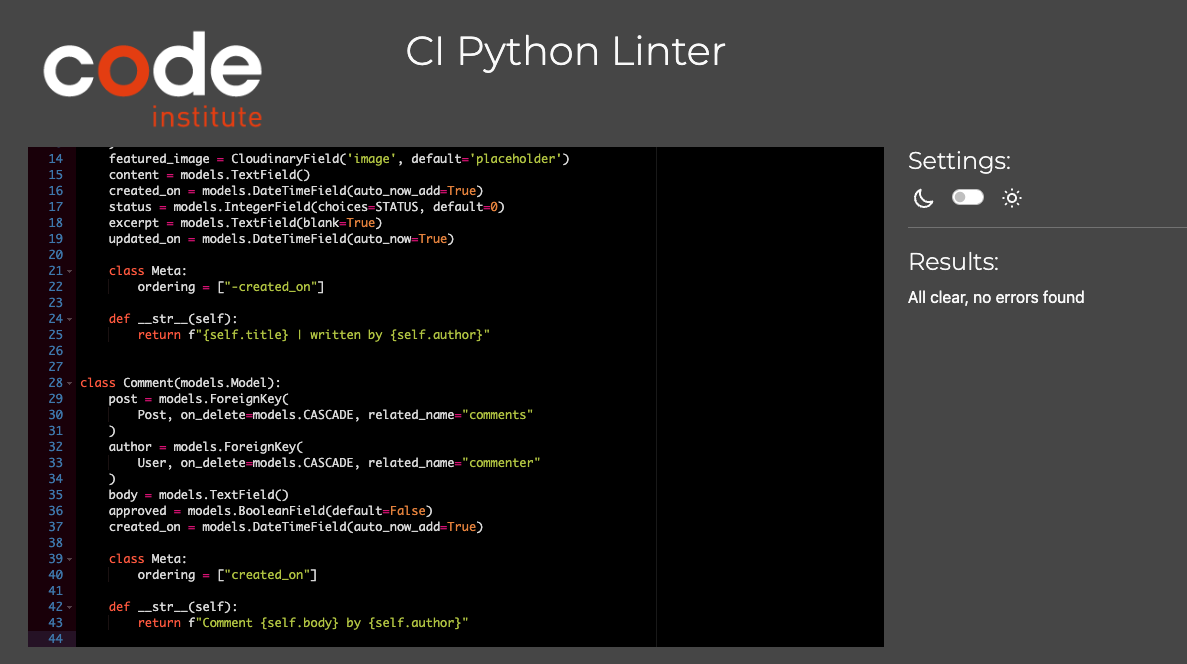 code
institute
CI Python Linter
14 featured_image = CloudinaryField('image', default='placeholder')
15 content = models.TextField()
16 created_on = models.DateTimeField(auto_now_add=True)
17 status = models.IntegerField(choices=STATUS, default=0)
18 excerpt = models.TextField(blank=True)
19 updated_on = models.DateTimeField(auto_now=True)
20
21 class Meta:
22 ordering = ["-created_on"]
23
24 def __str__(self):
25 return f"{self.title} | written by {self.author}"
26
27
28 class Comment(models.Model):
29 post = models.ForeignKey(
30 Post, on_delete=models.CASCADE, related_name="comments"
31 )
32 author = models.ForeignKey(
33 User, on_delete=models.CASCADE, related_name="commenter"
34 )
35 body = models.TextField()
36 approved = models.BooleanField(default=False)
37 created_on = models.DateTimeField(auto_now_add=True)
38
39 class Meta:
40 ordering = ["created_on"]
41
42 def __str__(self):
43 return f"Comment {self.body} by {self.author}"
44
Settings:
Results:
All clear, no errors found